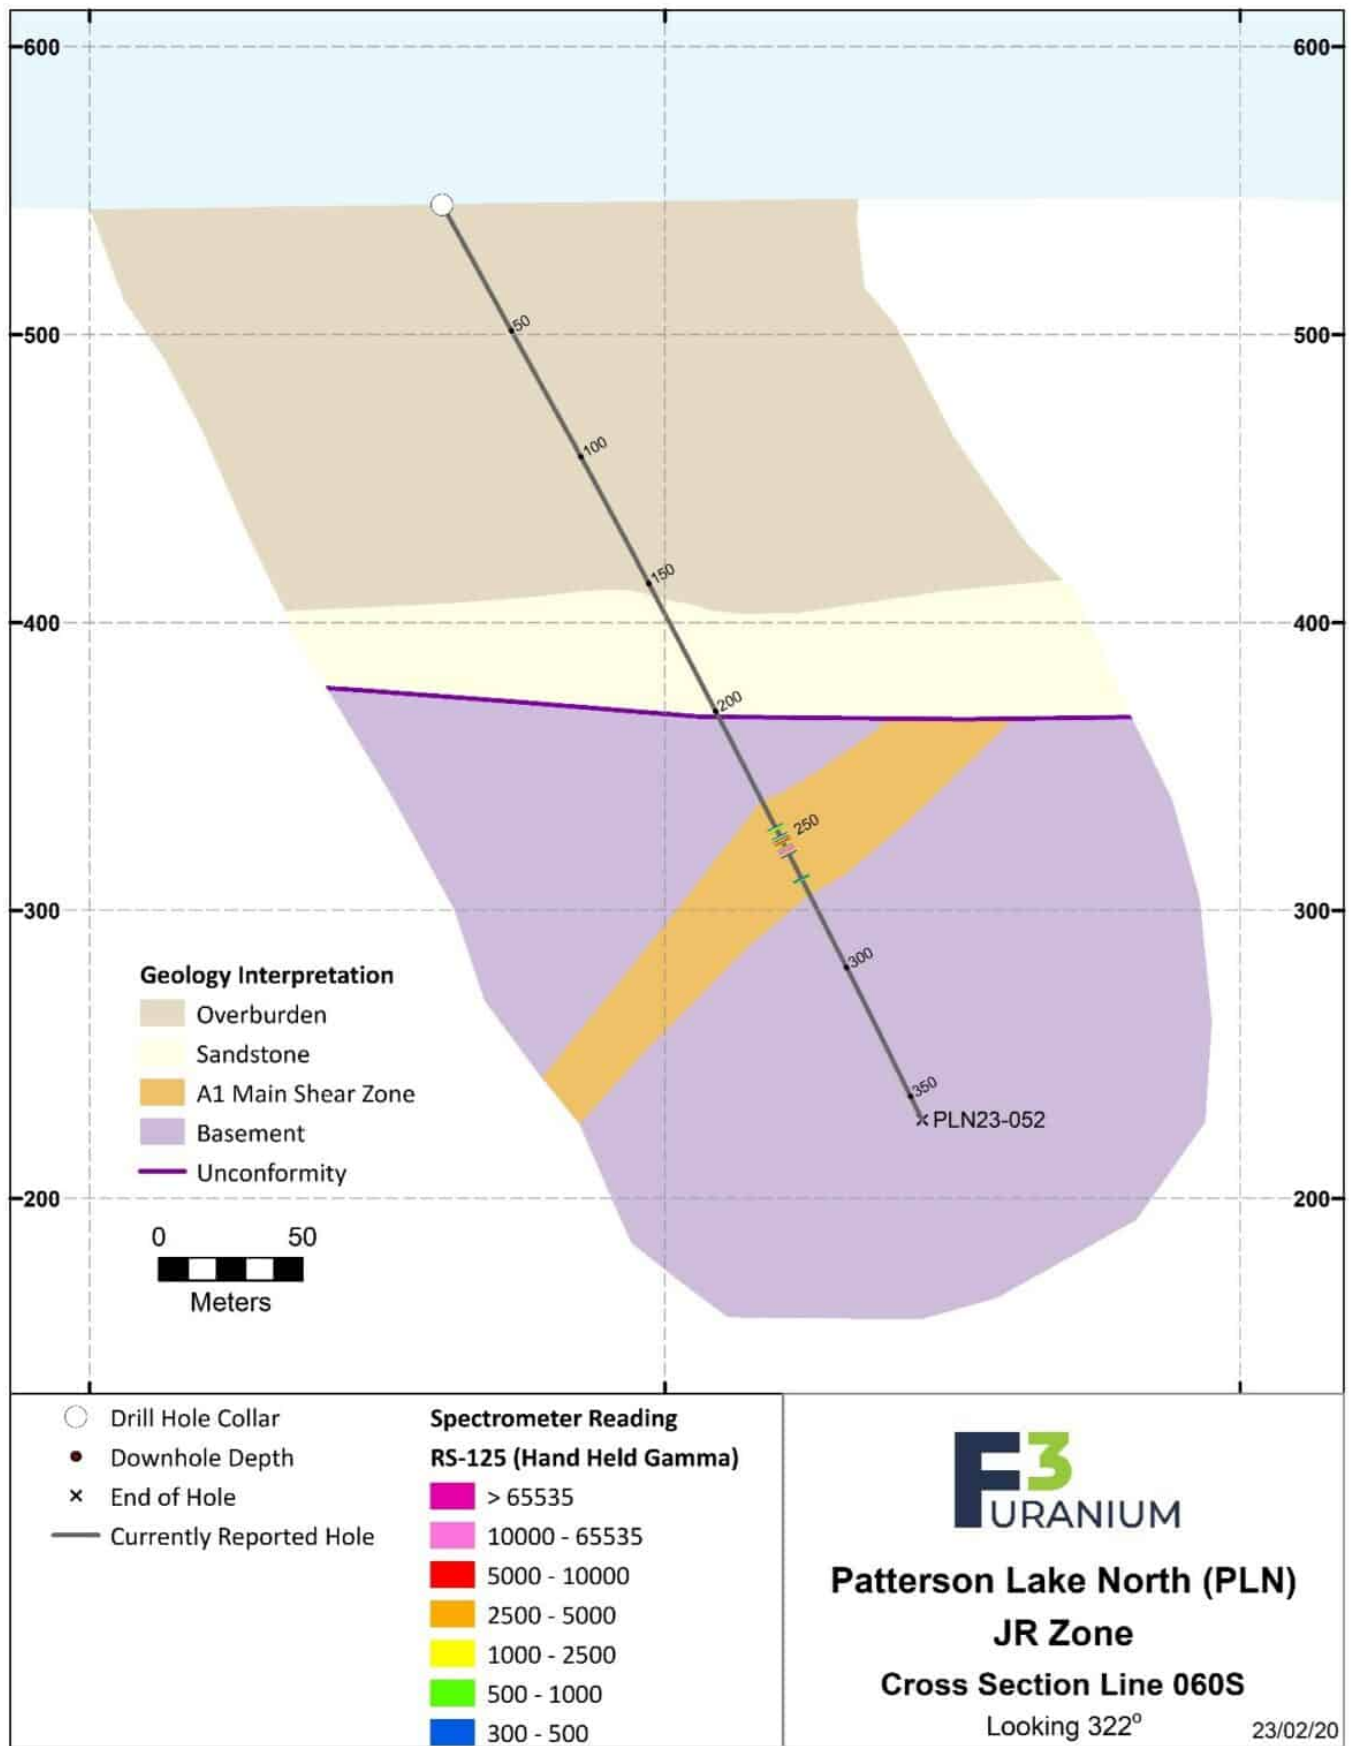 600 600
500 500
400 400
300 300
200 200
50
100
150
200
250
300
350
PLN23-052
Geology Interpretation
Overburden
Sandstone
A1 Main Shear Zone
Basement
Unconformity
0 50
Meters
Drill Hole Collar
Downhole Depth
End of Hole
Currently Reported Hole
Spectrometer Reading
RS-125 (Hand Held Gamma)
> 65535
10000 - 65535
5000 - 10000
2500 - 5000
1000 - 2500
500 - 1000
300 - 500
F3
URANIUM
Patterson Lake North (PLN)
JR Zone
Cross Section Line 060S
Looking 322°
23/02/20